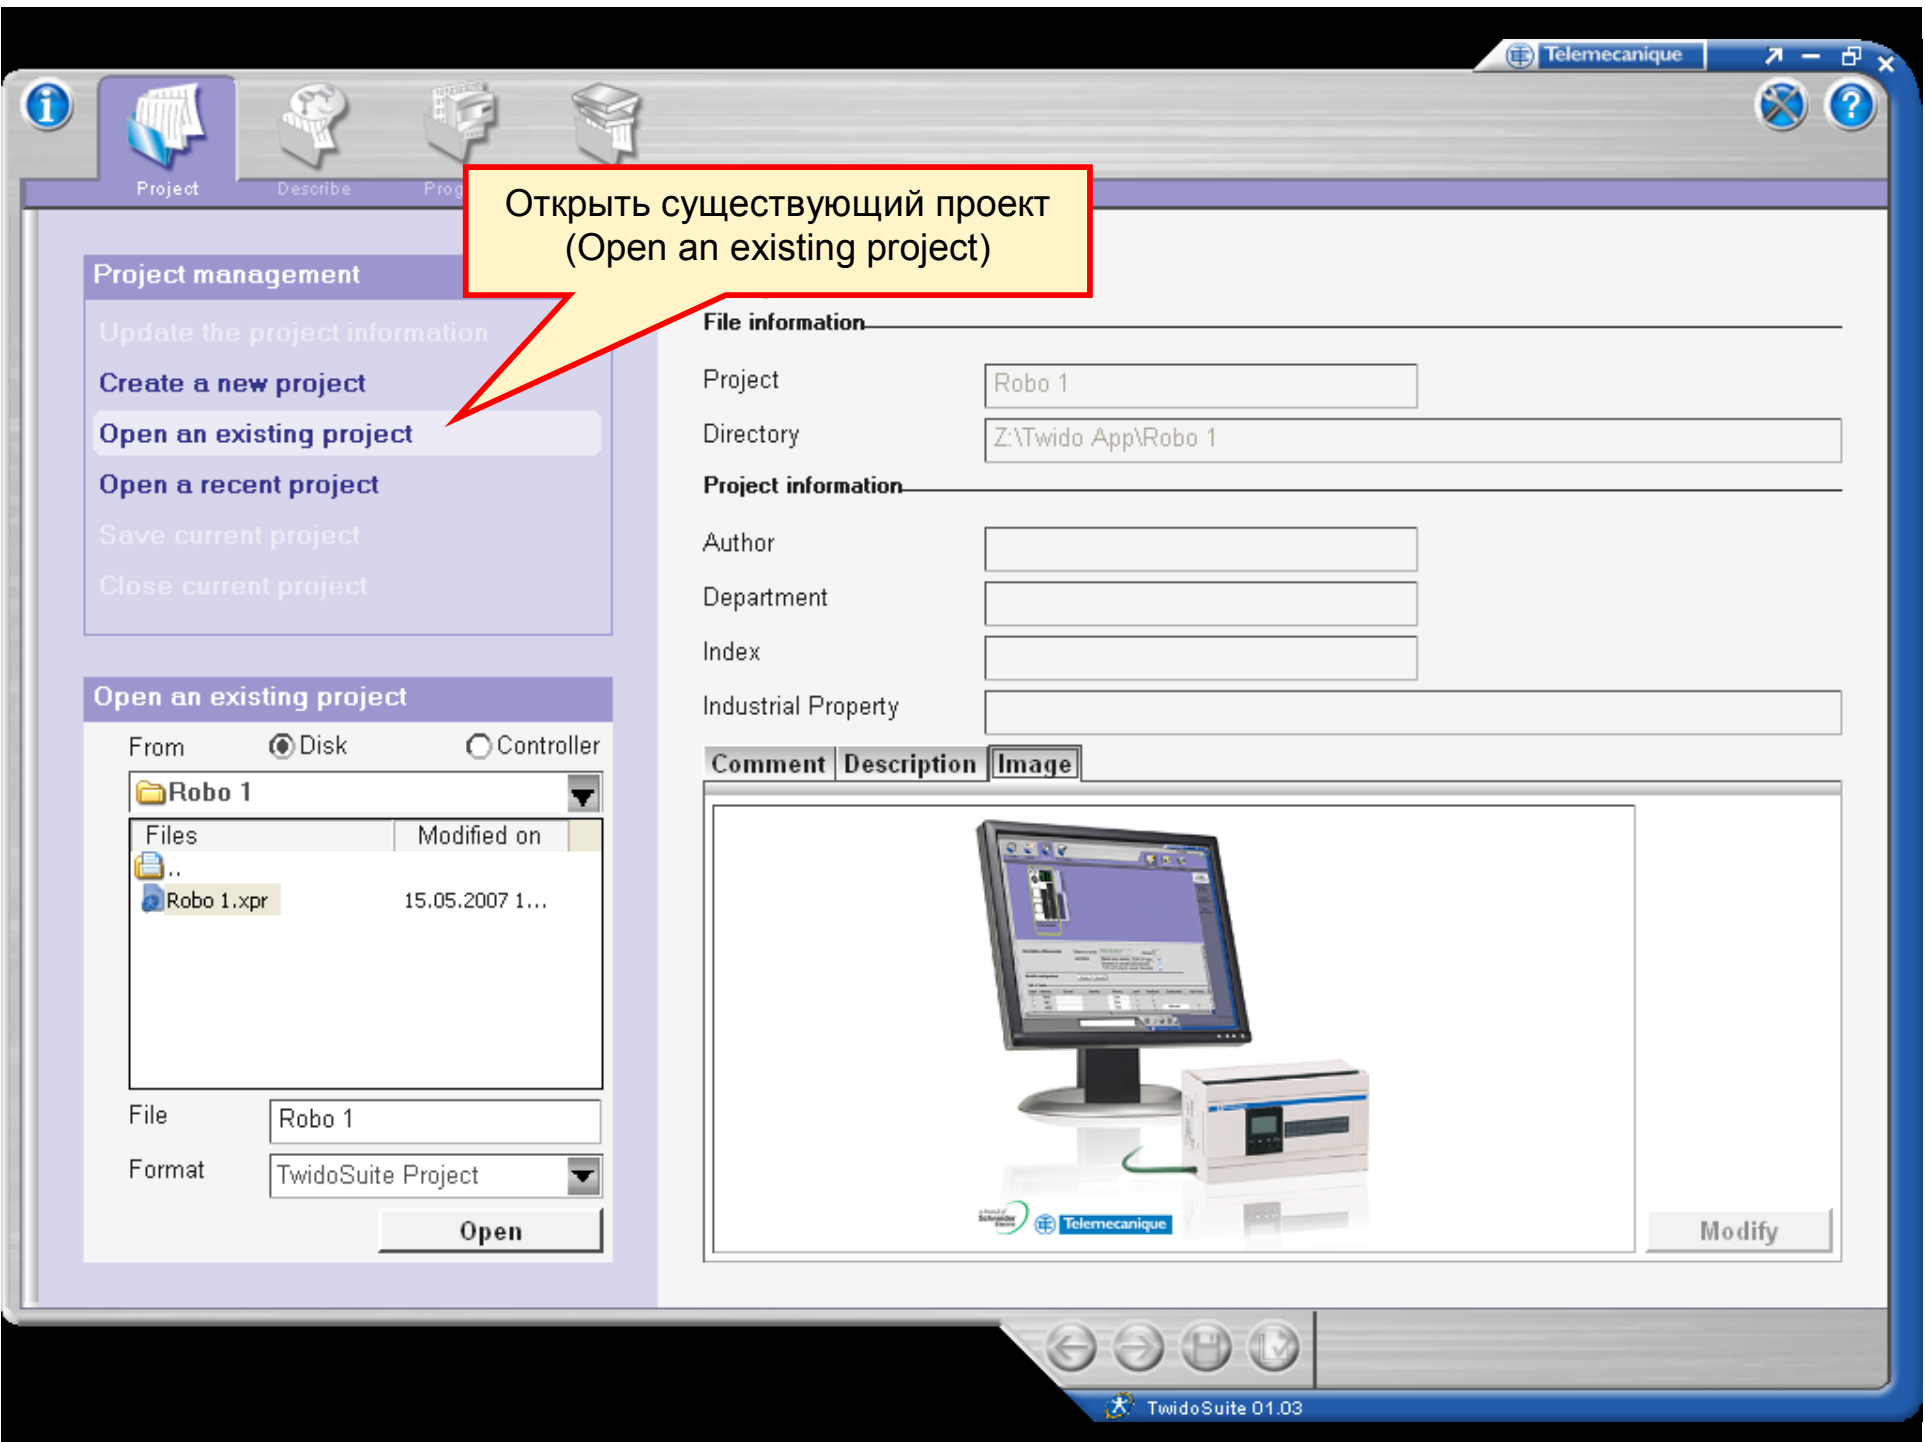 Telemecanique
Project
Describe
Prog
Открыть существующий проект
(Open an existing project)
Project management
Update the project information
Create a new project
Open an existing project
Open a recent project
Save current project
Close current project
Open an existing project
From
Disk
Controller
Robo 1
Files
Modified on
..
Robo 1.xpr
15.05.2007 1...
File
Robo 1
Format
TwidoSuite Project
Open
File information
Project
Robo 1
Directory
Z:\Twido App\Robo 1
Project information
Author
Department
Index
Industrial Property
Comment
Description
Image
Schneider
Telemecanique
Modify
TwidoSuite 01.03